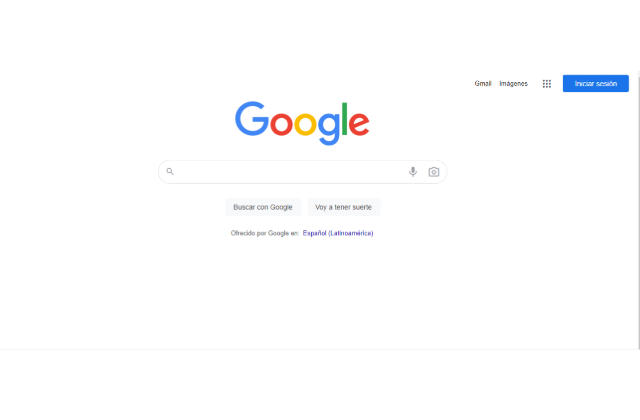 Gmail Imágenes Iniciar sesión
Google
Buscar con Google Voy a tener suerte
Ofrecido por Google en: Español (Latinoamérica)